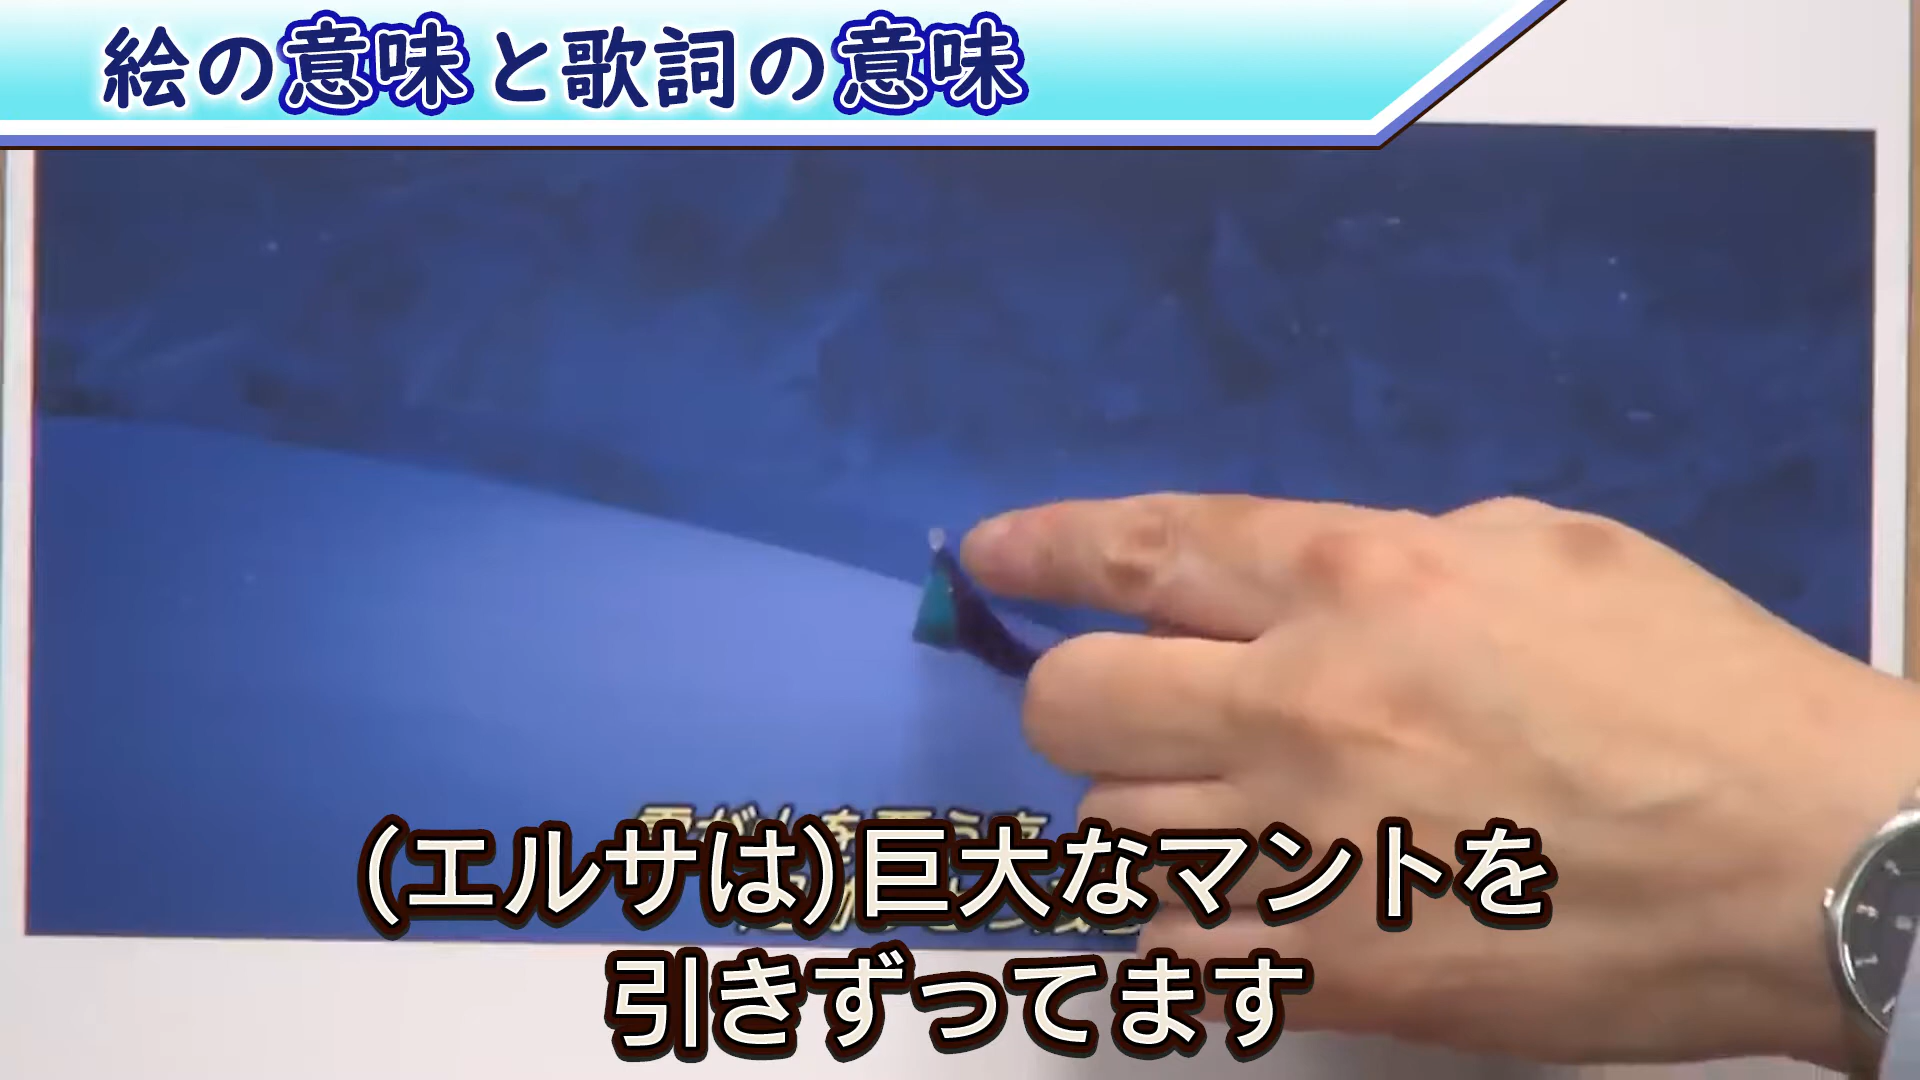 絵の意味と歌詞の意味
(エルサは)巨大なマントを
引きずってます